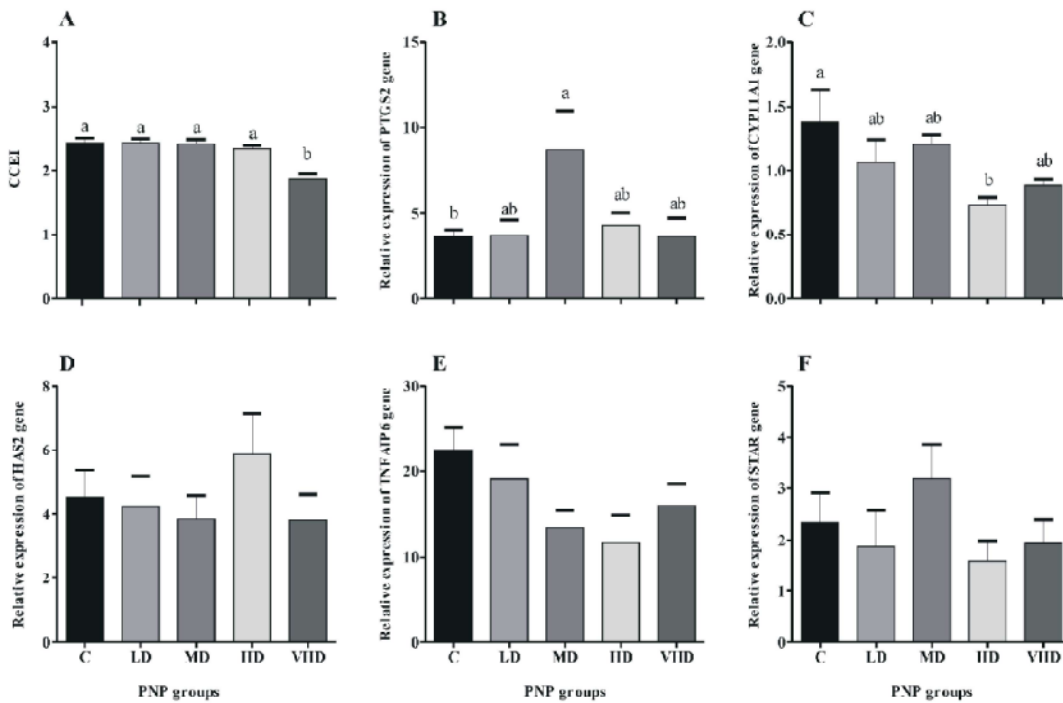 A
B
C
4
3
2
1
0
CCEI
a
a
a
a
b
15
10
5
0
Relative expression of PTGS2 gene
b
ab
a
ab
ab
2.0
1.5
1.0
0.5
0.0
Relative expression of CYP11A1 gene
a
ab
ab
b
ab
D
E
F
8
6
4
2
0
Relative expression of HAS2 gene
C LD MD HD VHD
PNP groups
30
20
10
0
Relative expression of TNFAIP6 gene
C LD MD HD VHD
PNP groups
5
4
3
2
1
0
Relative expression of STAR gene
C LD MD HD VHD
PNP groups